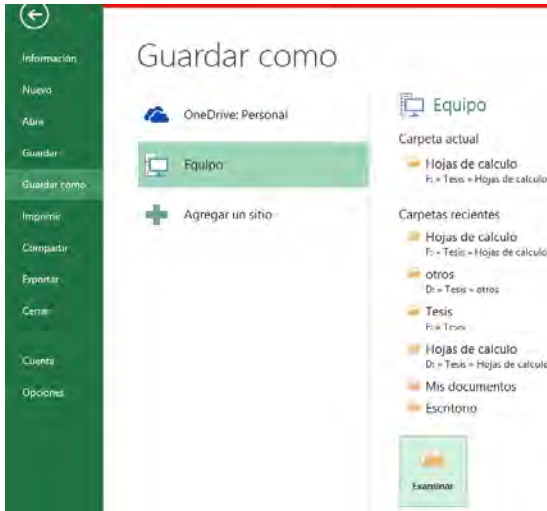 Información
Nuevo
Abrir
Guardar
Guardar como
Imprimir
Compartir
Exportar
Cerrar
Cuenta
Opciones
Guardar como
OneDrive: Personal
Equipo
Agregar un sitio
Equipo
Carpeta actual
Hojas de calculo
F: » Tesis » Hojas de calculo
Carpetas recientes
Hojas de calculo
F: » Tesis » Hojas de calculo
otros
D: » Tesis » otros
Tesis
F: » Tesis
Hojas de calculo
D: » Tesis » Hojas de calculo
Mis documentos
Escritorio
Examinar